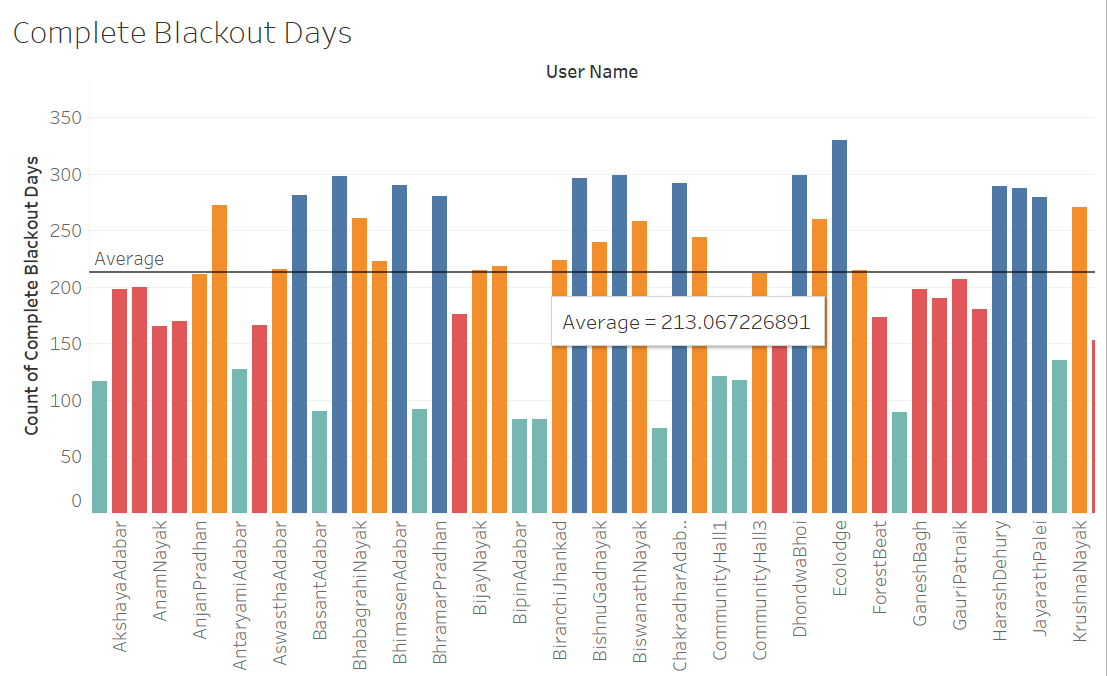 Complete Blackout Days
User Name
Count of Complete Blackout Days
350
300
250
200
150
100
50
0
Average
Average = 213.067226891
AkshayaAdabar
AnamNayak
AnjanPradhan
AntaryamiAdabar
AswasthaAdabar
BasantAdabar
BhabagrahiNayak
BhimasenAdabar
BhramarPradhan
BijayNayak
BipinAdabar
BiranchiJhankad
BishnuGadnayak
BiswanathNayak
ChakradharAdab..
CommunityHall1
CommunityHall3
DhondwaBhoi
Ecolodge
ForestBeat
GaneshBagh
GauriPatnaik
HarashDehury
JayarathPalei
KrushnaNayak